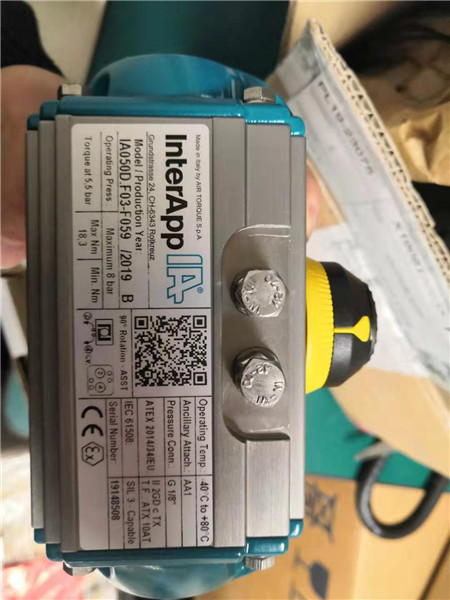 Made in Italy by AIR TORQUE S.p.A
InterApp IA®
Grundstrasse 24, CH-6343 Rotkreuz
Model / Production Year
IA050D.F03-F059 /2019 B
Operating Press Maximum 8 bar
Torque at 5,5 bar
Max Nm Min. Nm
18,3
90° Rotation ASST
Operating Temp. 40°C to +80°C
Ancillary Attach.: AA1
Pressure Conn.: G 1/8"
ATEX 2014/34/EU
II 2GD c TX
T F ATX 10AT
IEC 61508: SIL 3 - Capable
Serial Number 19148508
CE Ex